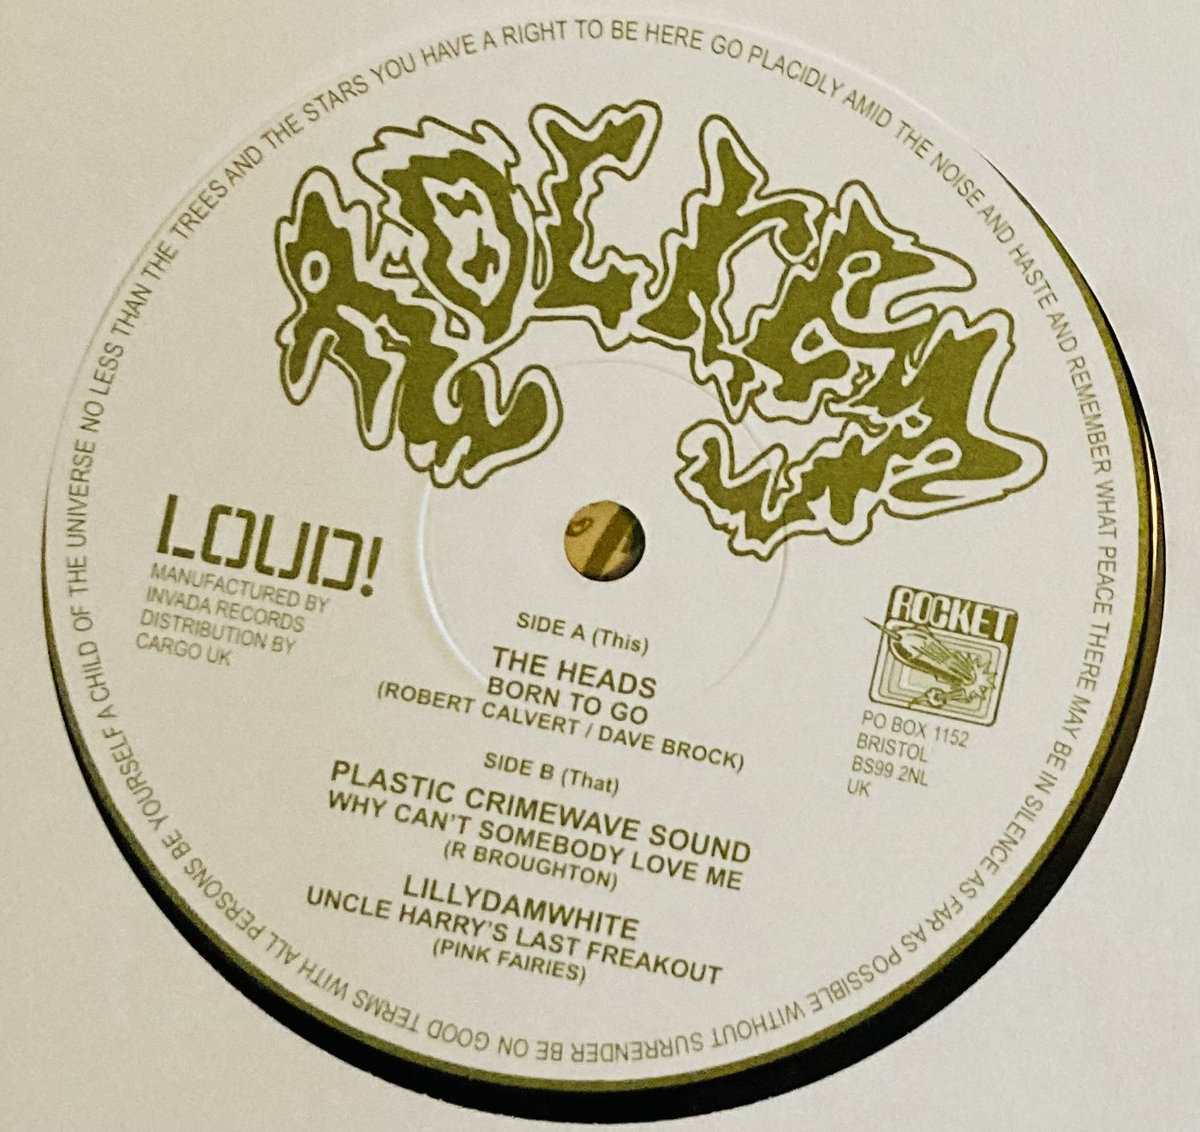 GO PLACIDLY AMID THE NOISE AND HASTE AND REMEMBER WHAT PEACE THERE MAY BE IN SILENCE AS FAR AS POSSIBLE WITHOUT SURRENDER BE ON GOOD TERMS WITH ALL PERSONS BE YOURSELF A CHILD OF THE UNIVERSE NO LESS THAN THE TREES AND THE STARS YOU HAVE A RIGHT TO BE HERE
LOUD!
MANUFACTURED BY
INVADA RECORDS
DISTRIBUTION BY
CARGO UK
ROCKET
PO BOX 1152
BRISTOL
BS99 2NL
UK
SIDE A (This)
THE HEADS
BORN TO GO
(ROBERT CALVERT / DAVE BROCK)
SIDE B (That)
PLASTIC CRIMEWAVE SOUND
WHY CAN'T SOMEBODY LOVE ME
(R BROUGHTON)
LILLYDAMWHITE
UNCLE HARRY'S LAST FREAKOUT
(PINK FAIRIES)